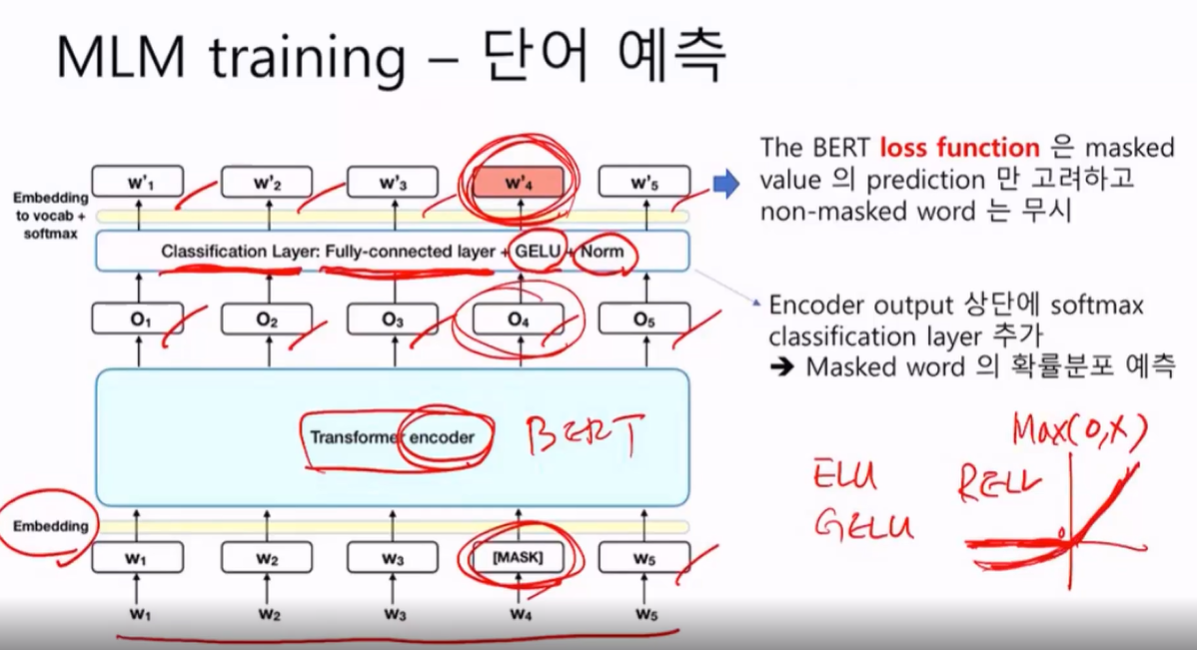 MLM training – 단어 예측
w'1
w'2
w'3
w'4
w'5
Embedding
to vocab +
softmax
Classification Layer: Fully-connected layer + GELU + Norm
O1
O2
O3
O4
O5
Transformer encoder
BERT
Embedding
W1
W2
W3
[MASK]
W5
W1
W2
W3
W4
W5
The BERT loss function 은 masked
value 의 prediction 만 고려하고
non-masked word 는 무시
Encoder output 상단에 softmax
classification layer 추가
➔ Masked word 의 확률분포 예측
Max(0,X)
ELU
RELU
GELU
0